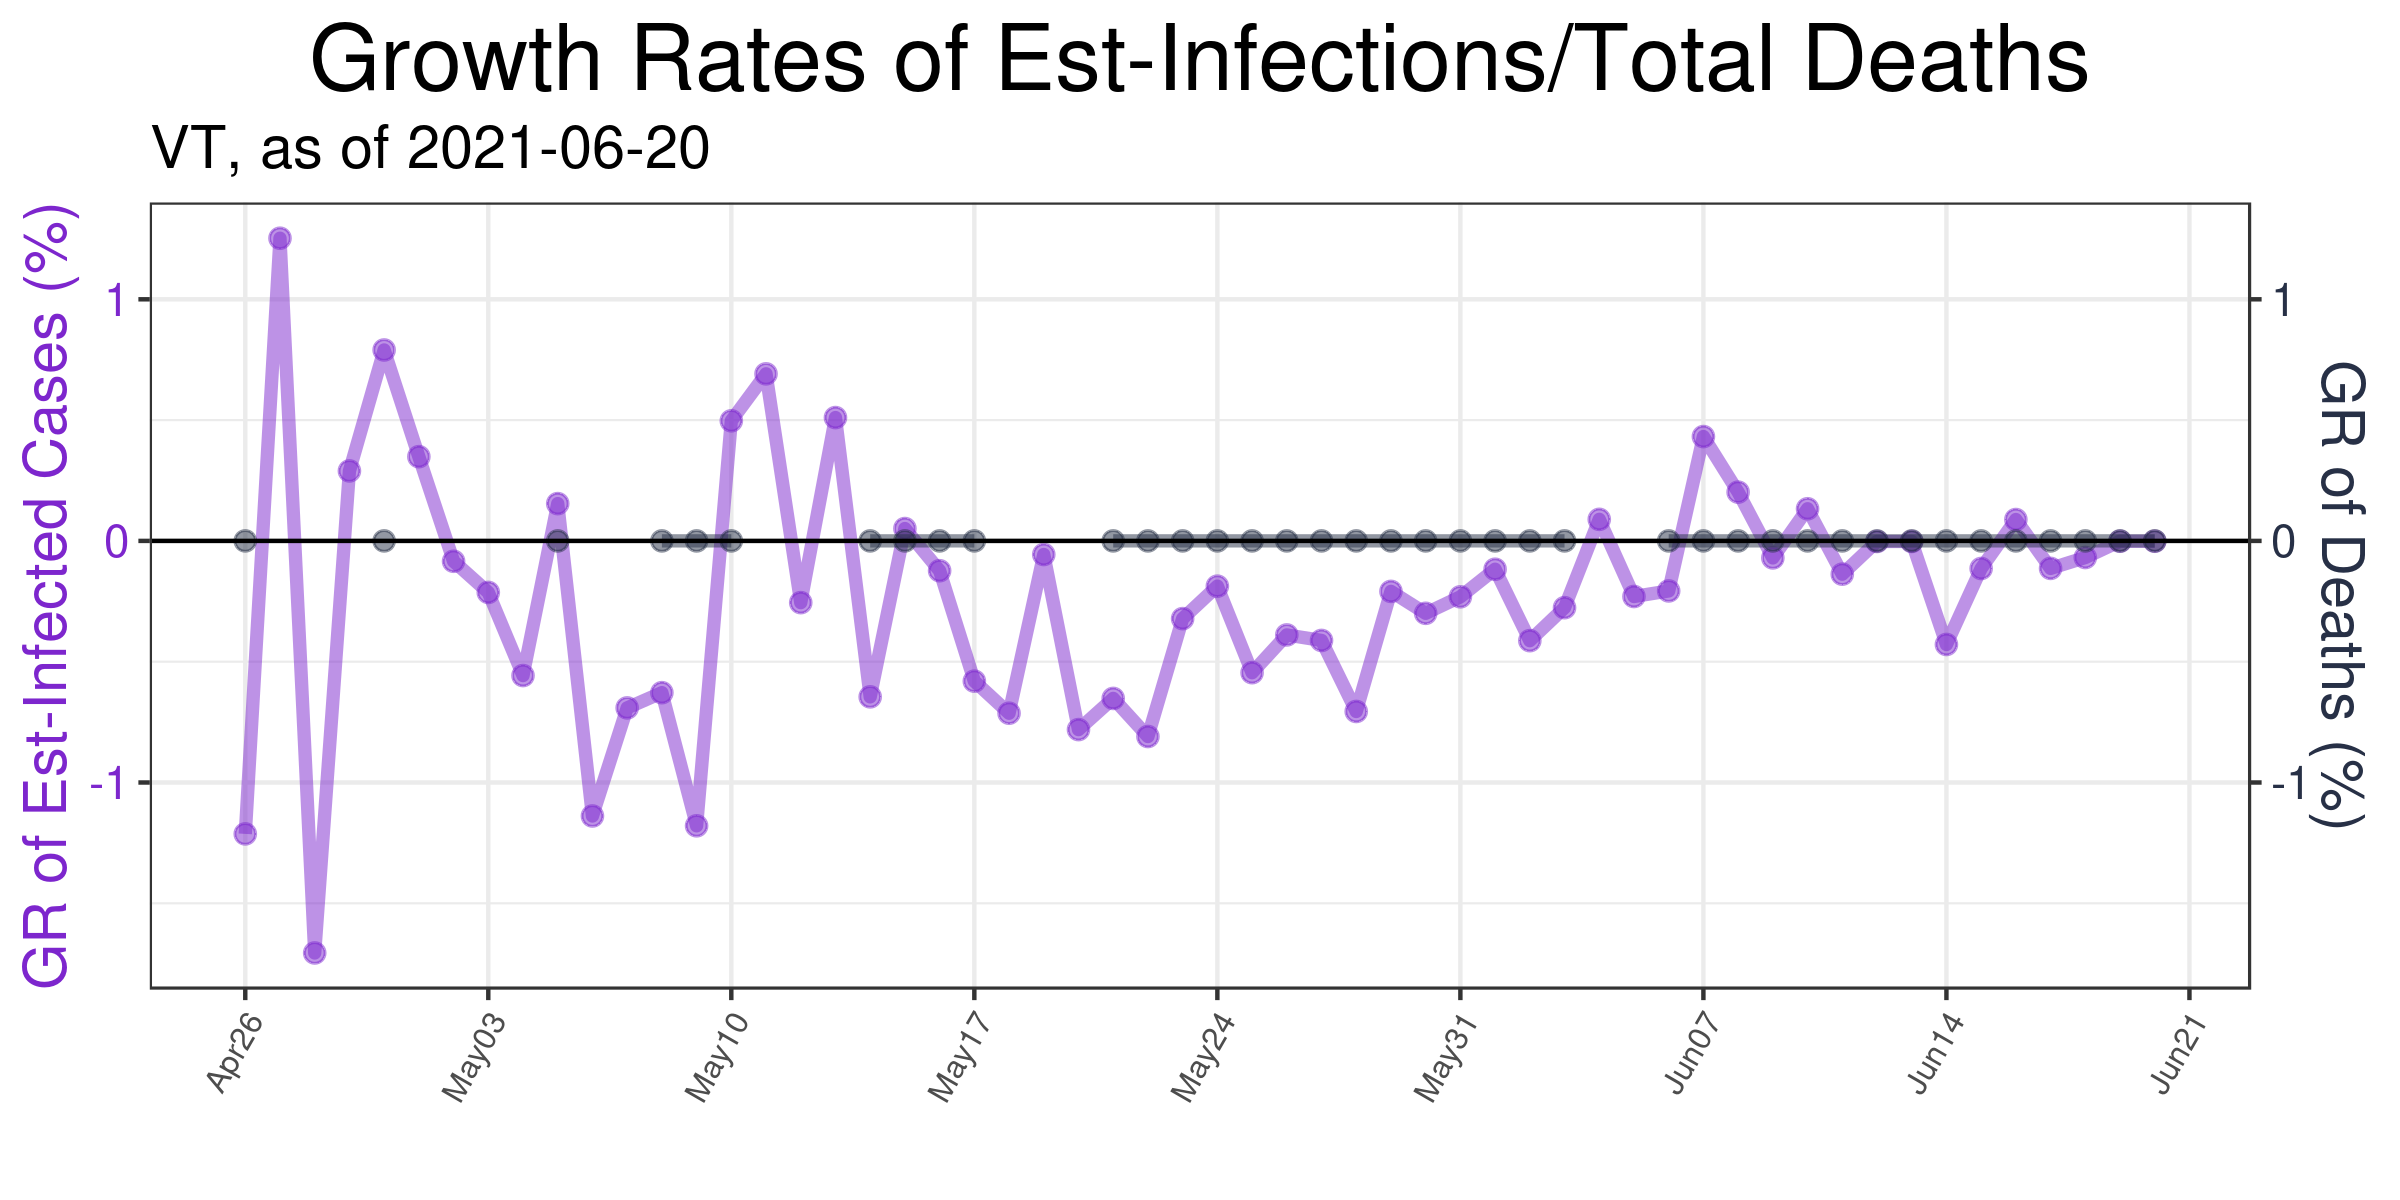 Growth Rates of Est-Infections/Total Deaths
VT, as of 2021-06-20
GR of Est-Infected Cases (%)
1
0
-1
1
0
-1
GR of Deaths (%)
Apr26
May03
May10
May17
May24
May31
Jun07
Jun14
Jun21